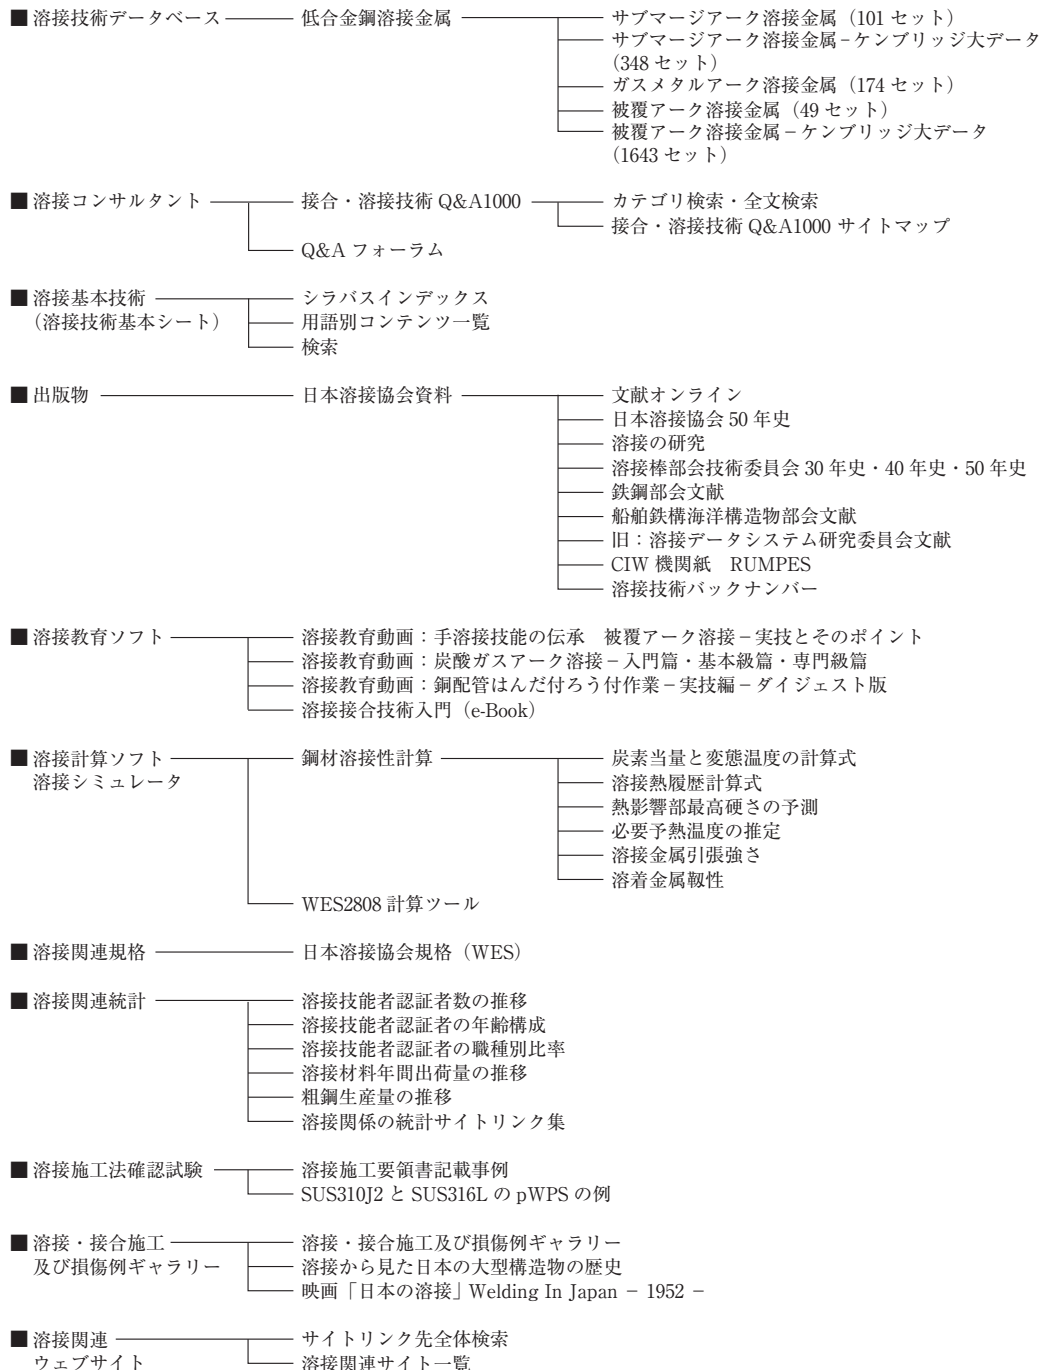 ■ 溶接技術データベース 低合金鋼溶接金属 サブマージアーク溶接金属（101 セット）
サブマージアーク溶接金属－ケンブリッジ大データ
（348 セット）
ガスメタルアーク溶接金属（174 セット）
被覆アーク溶接金属（49 セット）
被覆アーク溶接金属－ケンブリッジ大データ
（1643 セット）
■ 溶接コンサルタント 接合・溶接技術 Q&A1000 カテゴリ検索・全文検索
接合・溶接技術 Q&A1000 サイトマップ
Q&A フォーラム
■ 溶接基本技術 シラバスインデックス
（溶接技術基本シート） 用語別コンテンツ一覧
検索
■ 出版物 日本溶接協会資料 文献オンライン
日本溶接協会 50 年史
溶接の研究
溶接棒部会技術委員会 30 年史・40 年史・50 年史
鉄鋼部会文献
船舶鉄構海洋構造物部会文献
旧：溶接データシステム研究委員会文献
CIW 機関紙　RUMPES
溶接技術バックナンバー
■ 溶接教育ソフト 溶接教育動画：手溶接技能の伝承　被覆アーク溶接－実技とそのポイント
溶接教育動画：炭酸ガスアーク溶接－入門篇・基本級篇・専門級篇
溶接教育動画：銅配管はんだ付ろう付作業－実技編－ダイジェスト版
溶接接合技術入門（e-Book）
■ 溶接計算ソフト 鋼材溶接性計算 炭素当量と変態温度の計算式
溶接シミュレータ 溶接熱履歴計算式
熱影響部最高硬さの予測
必要予熱温度の推定
溶接金属引張強さ
溶着金属靱性
WES2808 計算ツール
■ 溶接関連規格 日本溶接協会規格（WES）
■ 溶接関連統計 溶接技能者認証者数の推移
溶接技能者認証者の年齢構成
溶接技能者認証者の職種別比率
溶接材料年間出荷量の推移
粗鋼生産量の推移
溶接関係の統計サイトリンク集
■ 溶接施工法確認試験 溶接施工要領書記載事例
SUS310J2 と SUS316L の pWPS の例
■ 溶接・接合施工 溶接・接合施工及び損傷例ギャラリー
及び損傷例ギャラリー 溶接から見た日本の大型構造物の歴史
映画「日本の溶接」Welding In Japan － 1952 －
■ 溶接関連 サイトリンク先全体検索
ウェブサイト 溶接関連サイト一覧